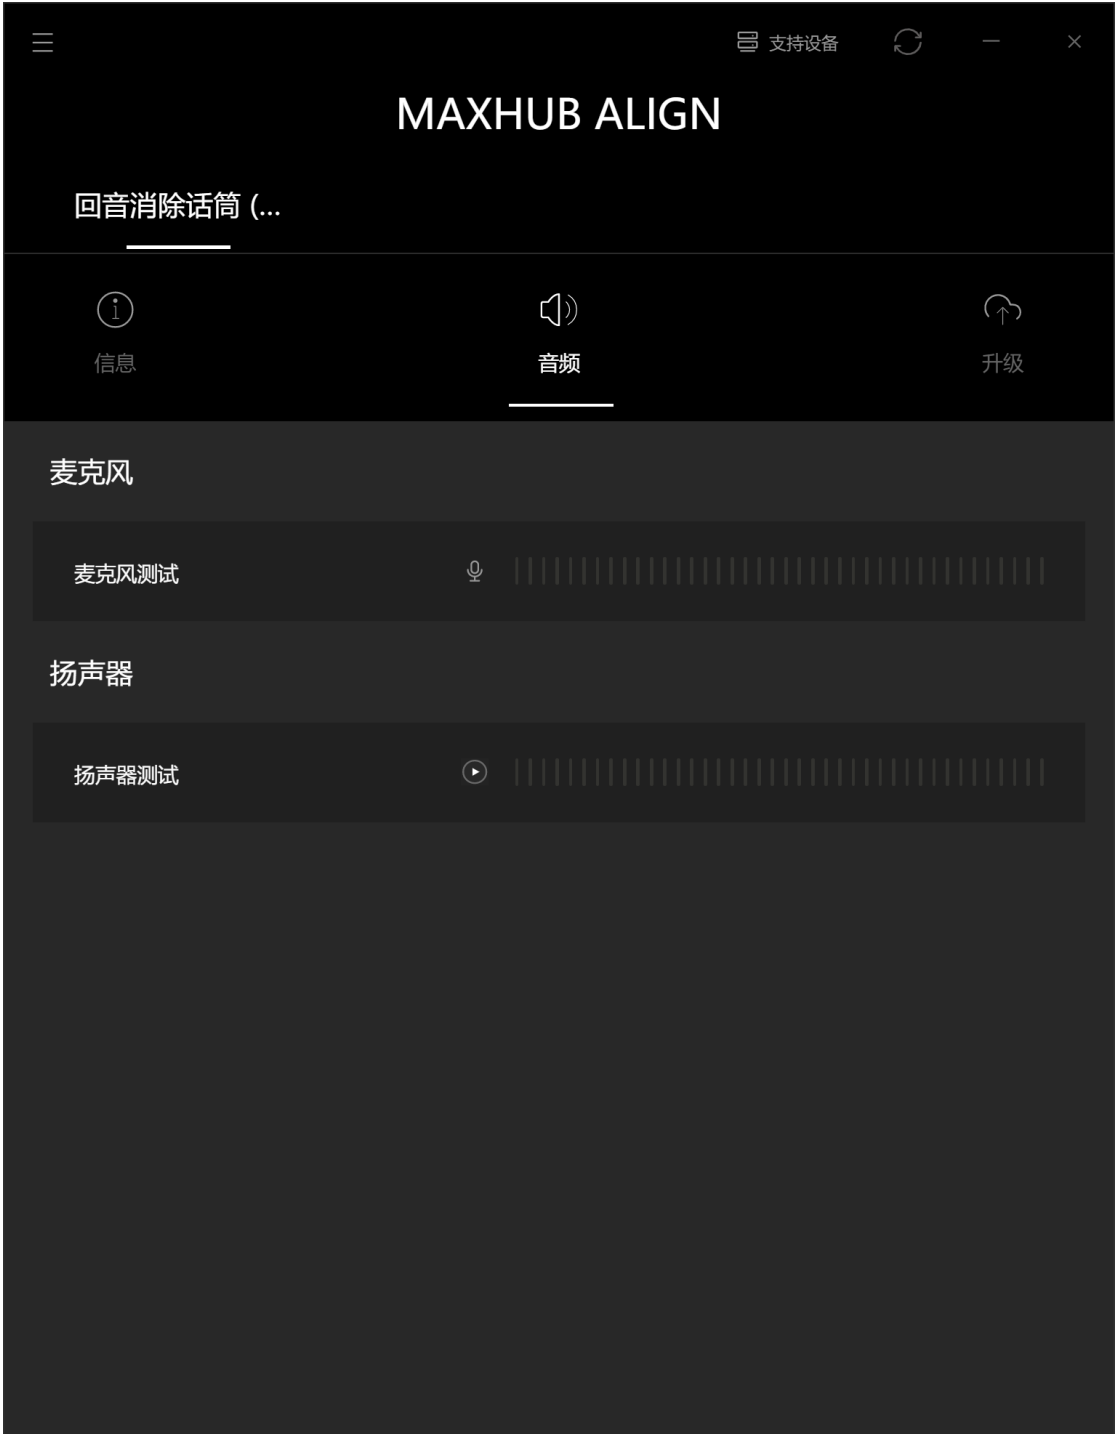 支持设备
MAXHUB ALIGN
回音消除话筒 (...
信息
音频
升级
麦克风
麦克风测试
扬声器
扬声器测试